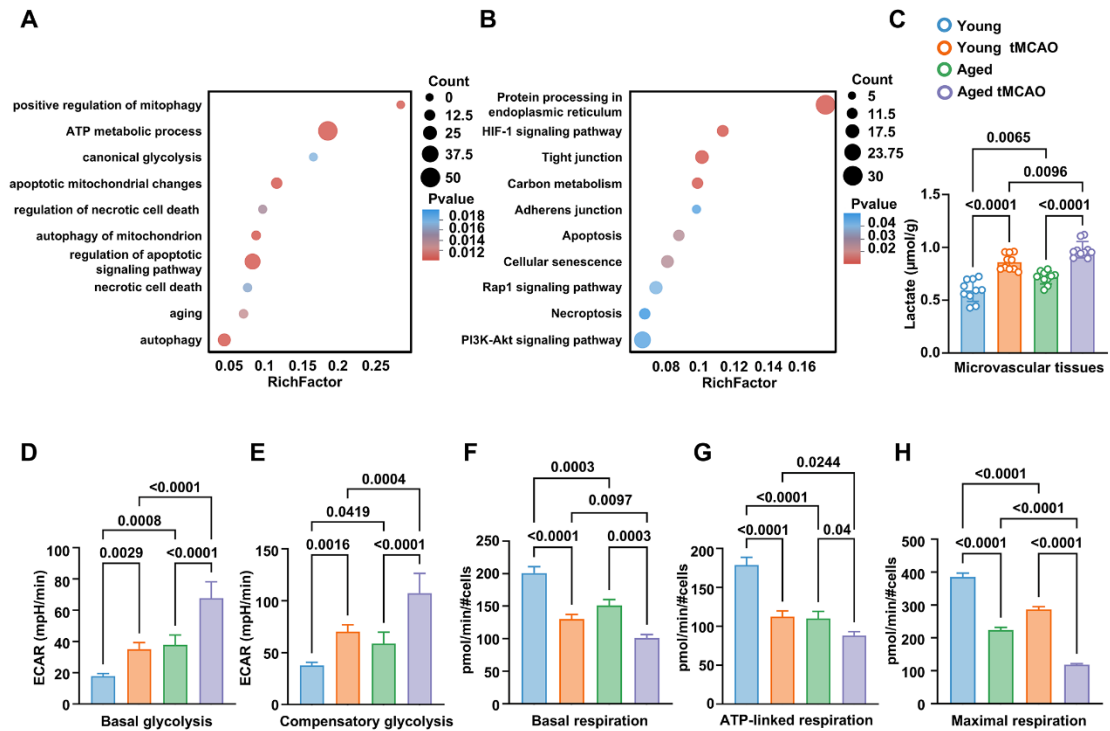 A
B
C
Young
Young tMCAO
Aged
Aged tMCAO
positive regulation of mitophagy
ATP metabolic process
canonical glycolysis
apoptotic mitochondrial changes
regulation of necrotic cell death
autophagy of mitochondrion
regulation of apoptotic
signaling pathway
necrotic cell death
aging
autophagy
0.05 0.1 0.15 0.2 0.25
RichFactor
Count
0
12.5
25
37.5
50
Pvalue
0.018
0.016
0.014
0.012
Protein processing in
endoplasmic reticulum
HIF-1 signaling pathway
Tight junction
Carbon metabolism
Adherens junction
Apoptosis
Cellular senescence
Rap1 signaling pathway
Necroptosis
PI3K-Akt signaling pathway
0.08 0.1 0.12 0.14 0.16
RichFactor
Count
5
11.5
17.5
23.75
30
Pvalue
0.04
0.03
0.02
0.0065
0.0096
<0.0001 <0.0001
Lactate (μmol/g)
1.5
1.0
0.5
0.0
Microvascular tissues
D
<0.0001
0.0008
0.0029 <0.0001
ECAR (mpH/min)
100
80
60
40
20
0
Basal glycolysis
E
0.0004
0.0419
0.0016 <0.0001
ECAR (mpH/min)
150
100
50
0
Compensatory glycolysis
F
0.0003
0.0097
<0.0001 0.0003
pmol/min/#cells
250
200
150
100
50
0
Basal respiration
G
0.0244
<0.0001
<0.0001 0.04
pmol/min/#cells
200
150
100
50
0
ATP-linked respiration
H
<0.0001
<0.0001
<0.0001 <0.0001
pmol/min/#cells
500
400
300
200
100
0
Maximal respiration